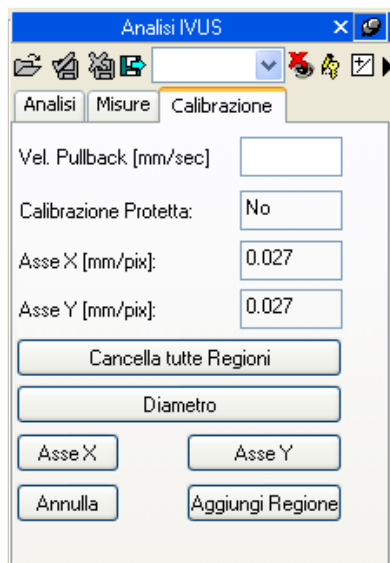 Analisi IVUS
Analisi Misure Calibrazione
Vel. Pullback [mm/sec]
Calibrazione Protetta: No
Asse X [mm/pix]: 0.027
Asse Y [mm/pix]: 0.027
Cancella tutte Regioni
Diametro
Asse X Asse Y
Annulla Aggiungi Regione